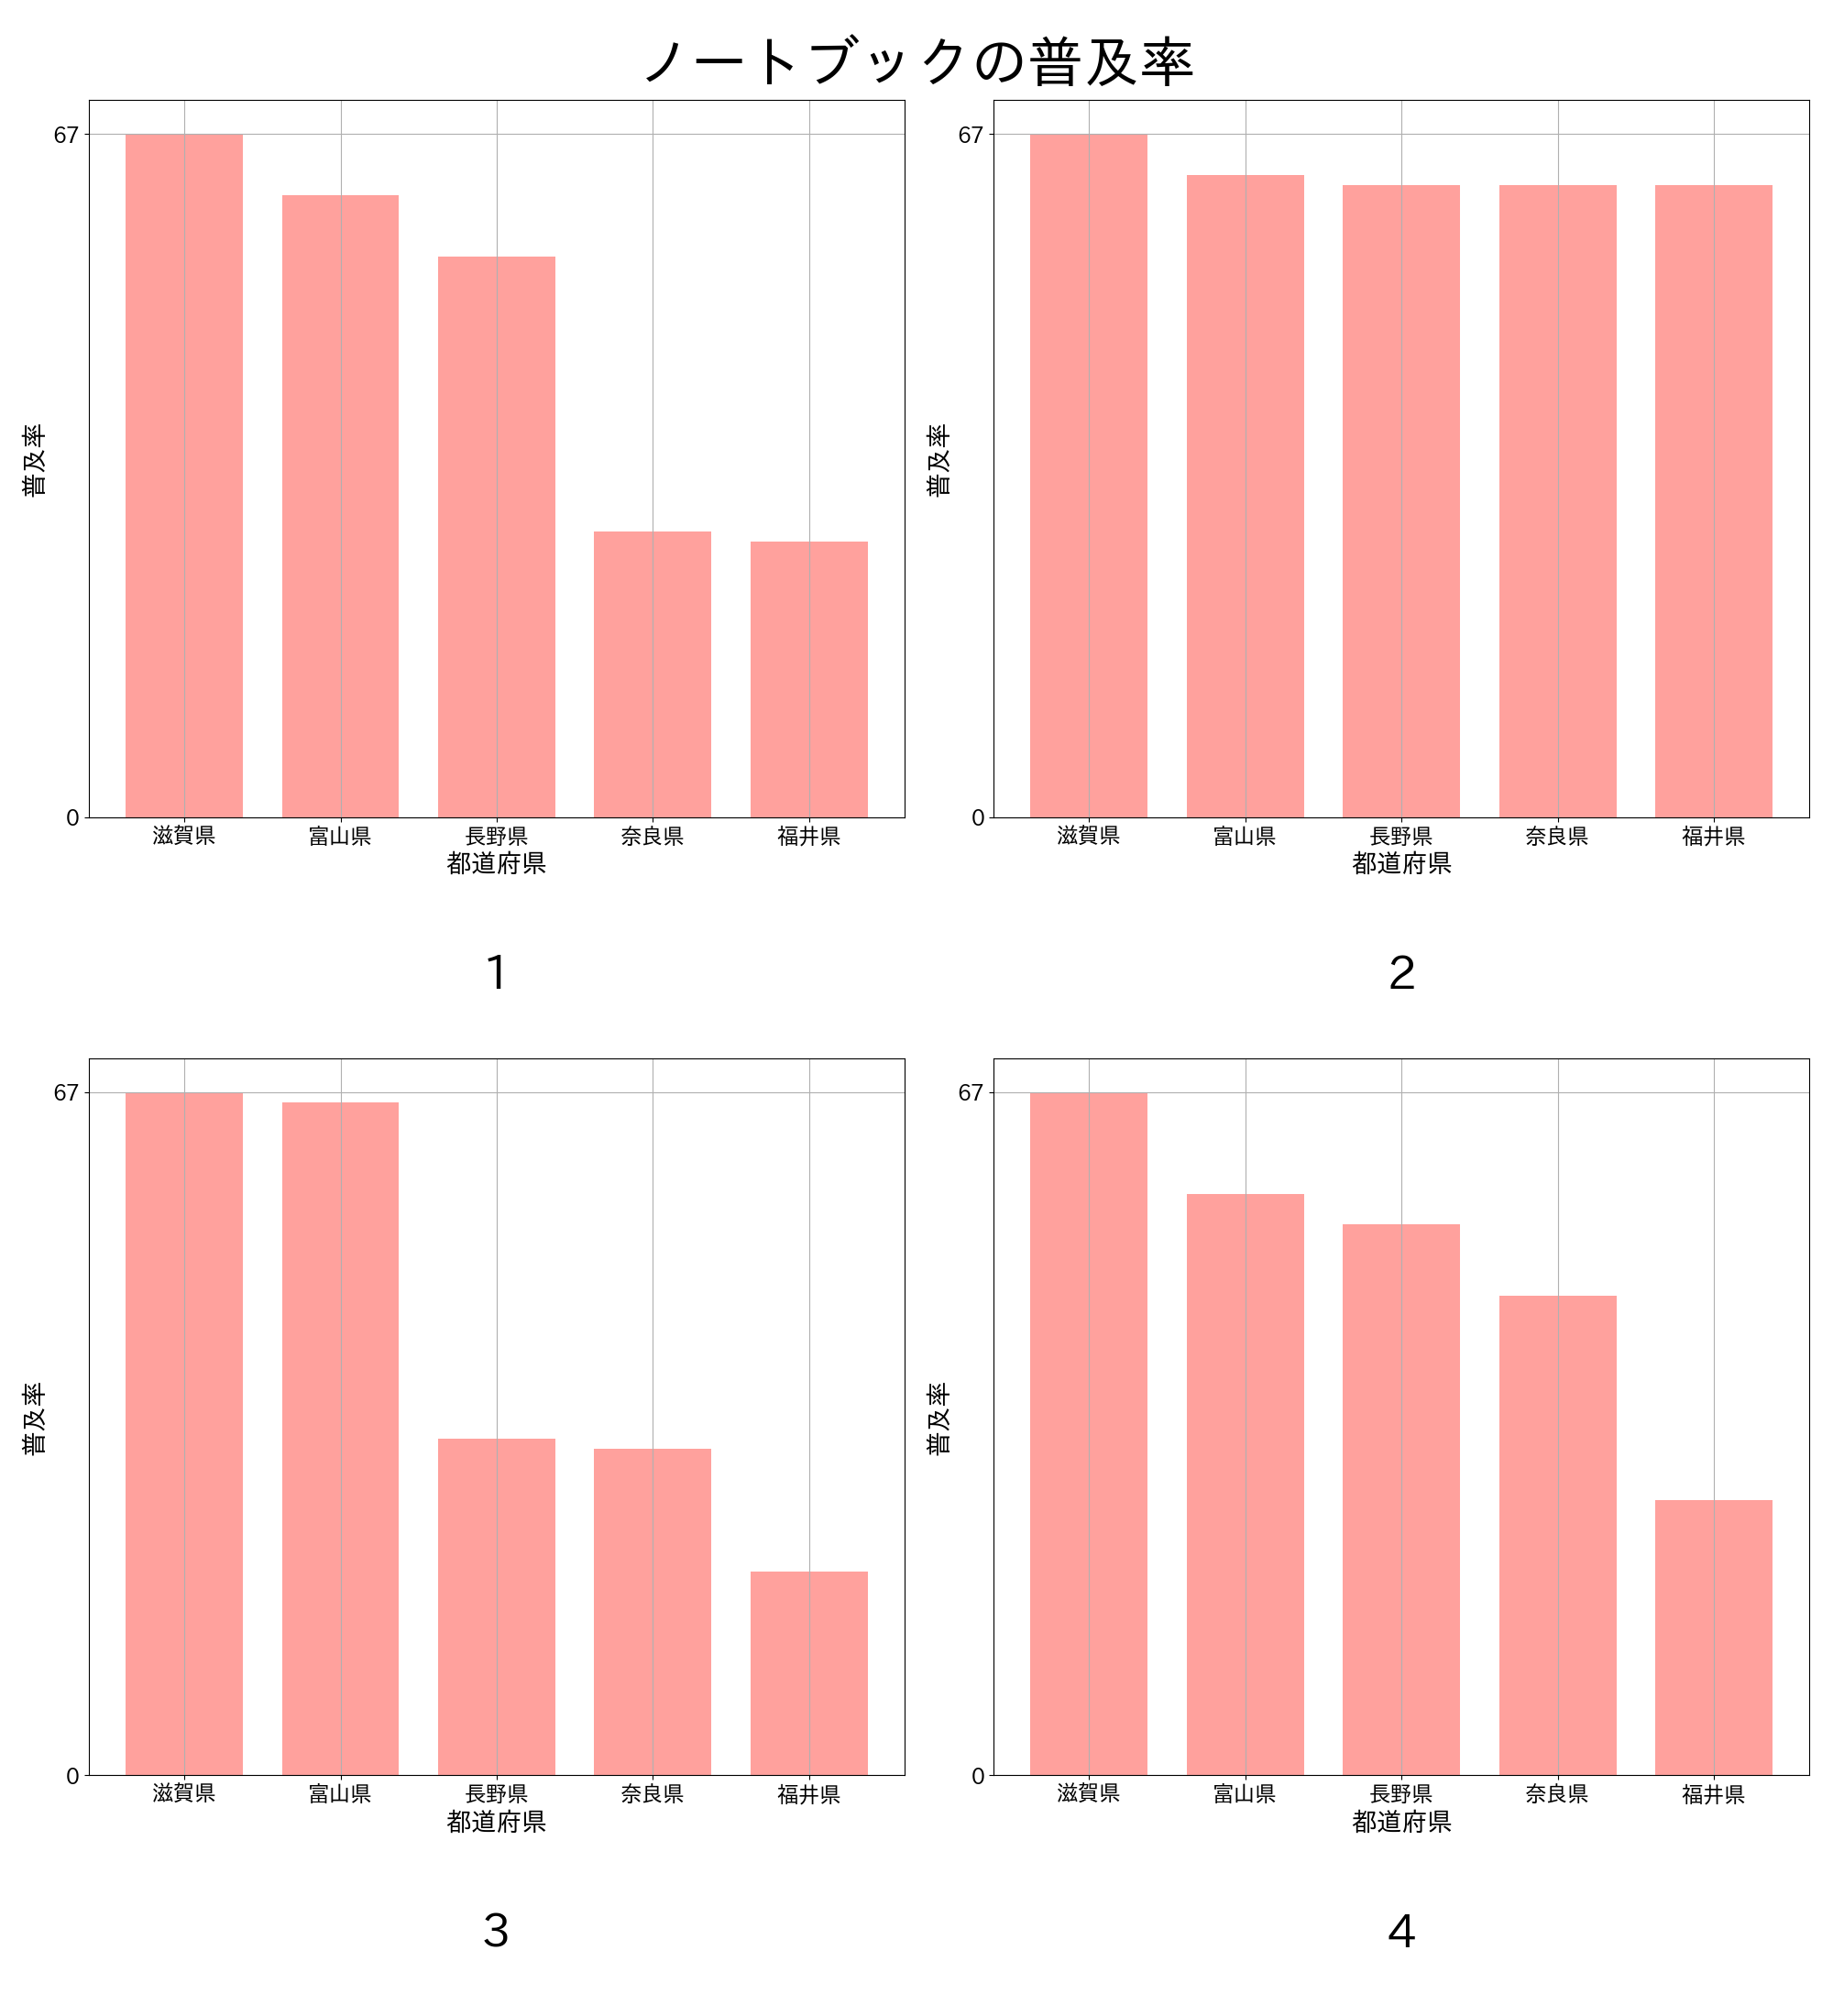 ノートブックの普及率
67
0
普及率
滋賀県 富山県 長野県 奈良県 福井県
都道府県
1
67
0
普及率
滋賀県 富山県 長野県 奈良県 福井県
都道府県
2
67
0
普及率
滋賀県 富山県 長野県 奈良県 福井県
都道府県
3
67
0
普及率
滋賀県 富山県 長野県 奈良県 福井県
都道府県
4